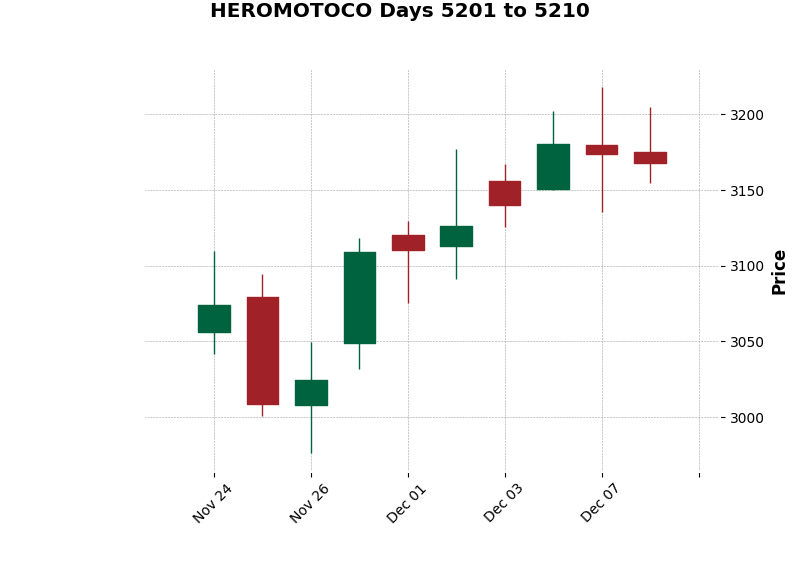 HEROMOTOCO Days 5201 to 5210
3200
3150
3100
3050
3000
Price
Nov 24
Nov 26
Dec 01
Dec 03
Dec 07